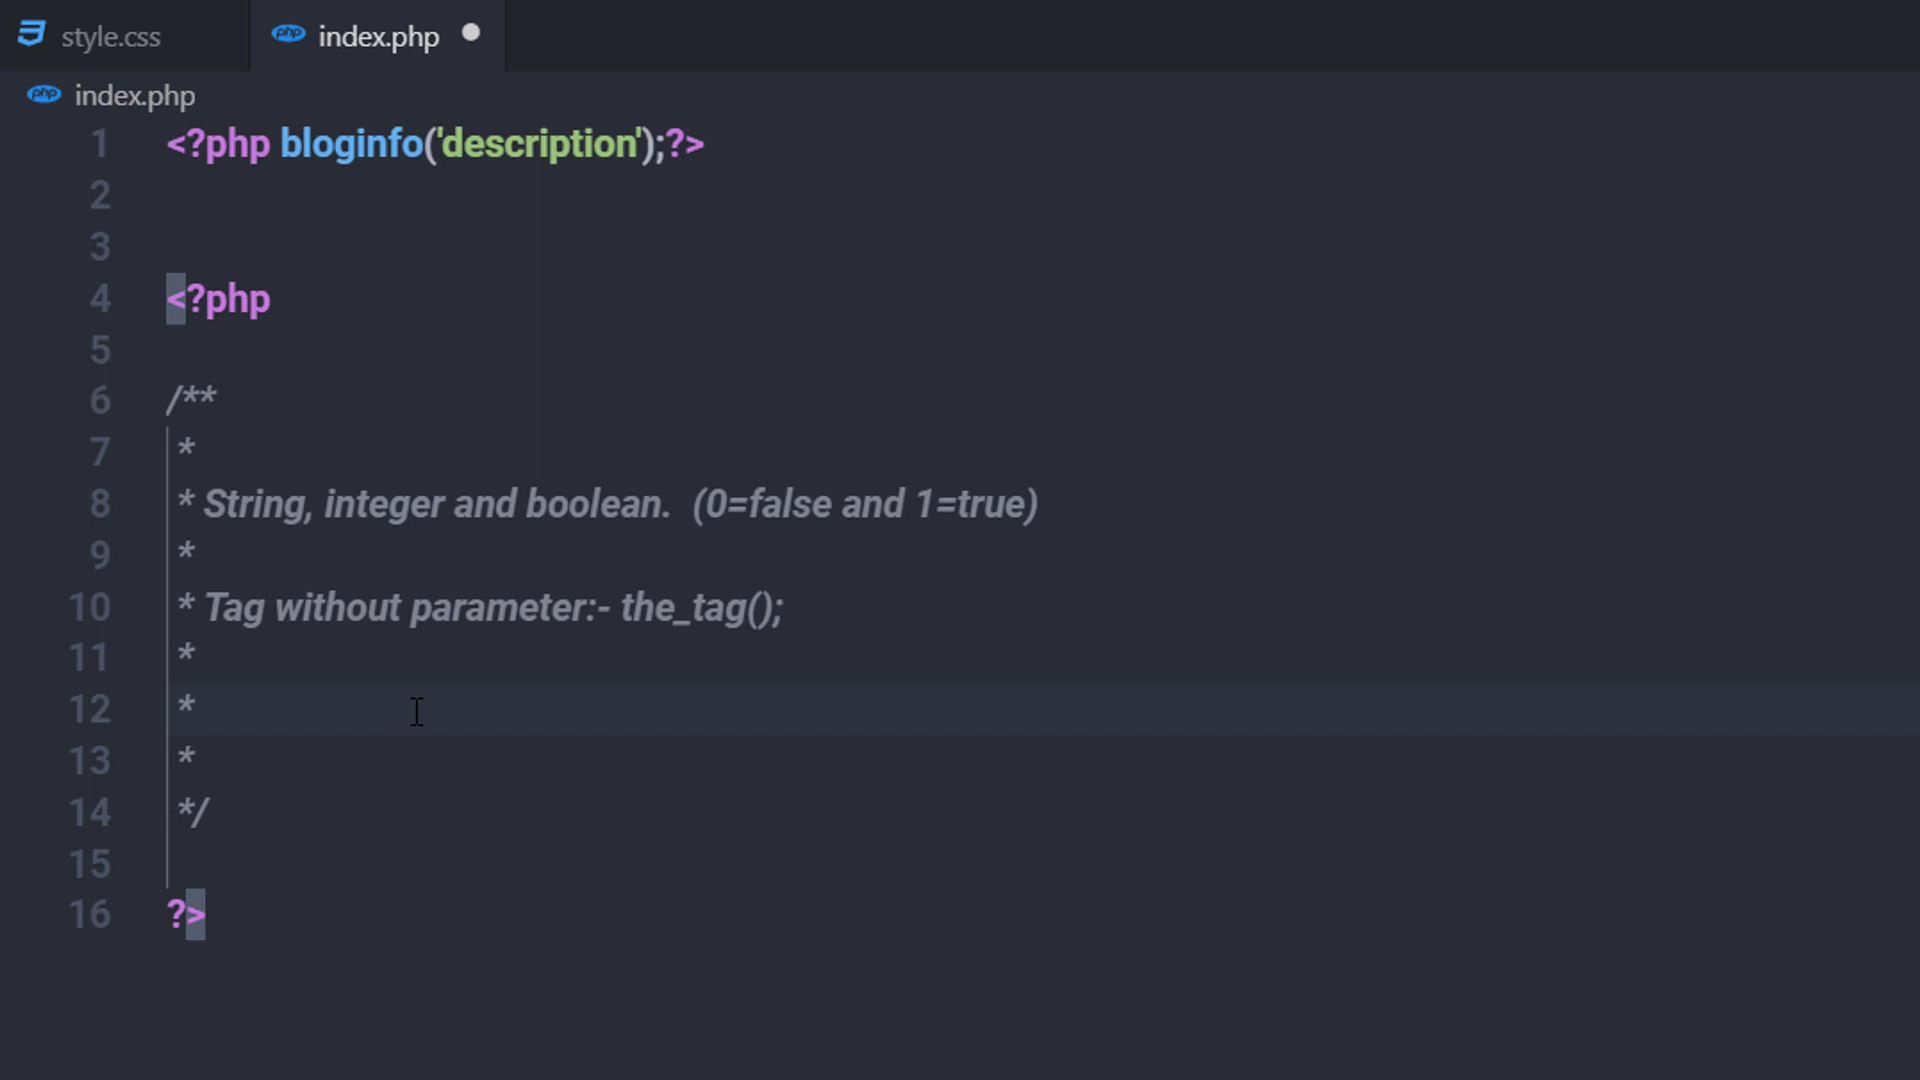 style.css
php index.php
php index.php
1 <?php bloginfo('description');?>
2
3
4 <?php
5
6 /**
7 *
8 * String, integer and boolean.  (0=false and 1=true)
9 *
10 * Tag without parameter:- the_tag();
11 *
12 *
13 *
14 */
15
16 ?>